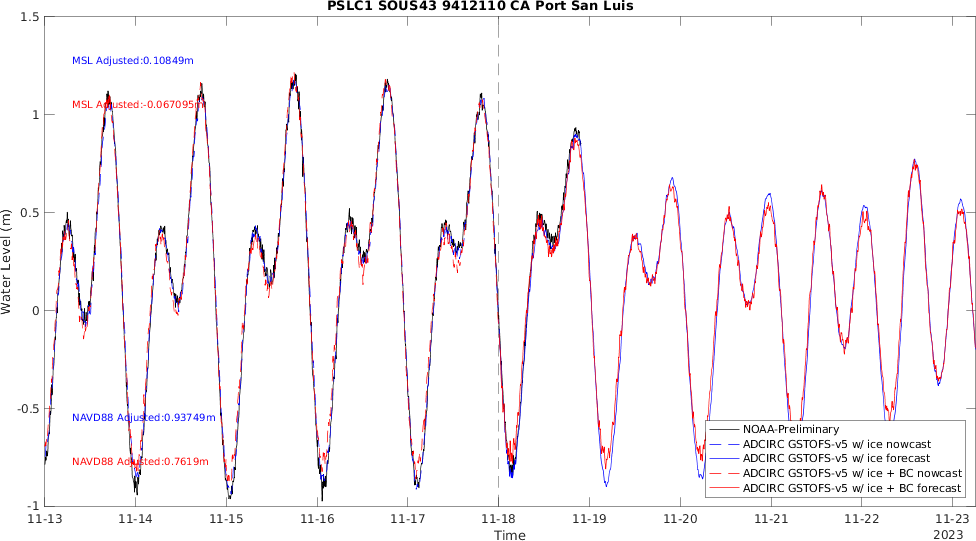 PSLC1 SOUS43 9412110 CA Port San Luis
1.5
MSL Adjusted:0.10849m
MSL Adjusted:-0.067095m
1
0.5
Water Level (m)
0
-0.5
NAVD88 Adjusted:0.93749m
NAVD88 Adjusted:0.7619m
-1
NOAA-Preliminary
ADCIRC GSTOFS-v5 w/ ice nowcast
ADCIRC GSTOFS-v5 w/ ice forecast
ADCIRC GSTOFS-v5 w/ ice + BC nowcast
ADCIRC GSTOFS-v5 w/ ice + BC forecast
11-13 11-14 11-15 11-16 11-17 11-18 11-19 11-20 11-21 11-22 11-23
Time
2023